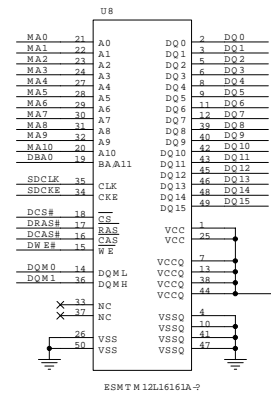 U8
MA0 21 A0 DQ0 2 DQ0
MA1 22 A1 DQ1 3 DQ1
MA2 23 A2 DQ2 5 DQ2
MA3 24 A3 DQ3 6 DQ3
MA4 27 A4 DQ4 8 DQ4
MA5 28 A5 DQ5 9 DQ5
MA6 29 A6 DQ6 11 DQ6
MA7 30 A7 DQ7 12 DQ7
MA8 31 A8 DQ8 39 DQ8
MA9 32 A9 DQ9 40 DQ9
MA10 20 A10 DQ10 42 DQ10
DBA0 19 BA/A11 DQ11 43 DQ11
DQ12 45 DQ12
SDCLK 35 CLK DQ13 46 DQ13
SDCKE 34 CKE DQ14 48 DQ14
DQ15 49 DQ15
DCS# 18 CS
DRAS# 17 RAS VCC 1
DCAS# 16 CAS VCC 25
DWE# 15 WE
VCCQ 7
DQM0 14 DQML VCCQ 13
DQM1 36 DQMH VCCQ 38
VCCQ 44
33 NC
37 NC VSSQ 4
VSSQ 10
26 VSS VSSQ 41
50 VSS VSSQ 47
ESMT M12L16161A-?